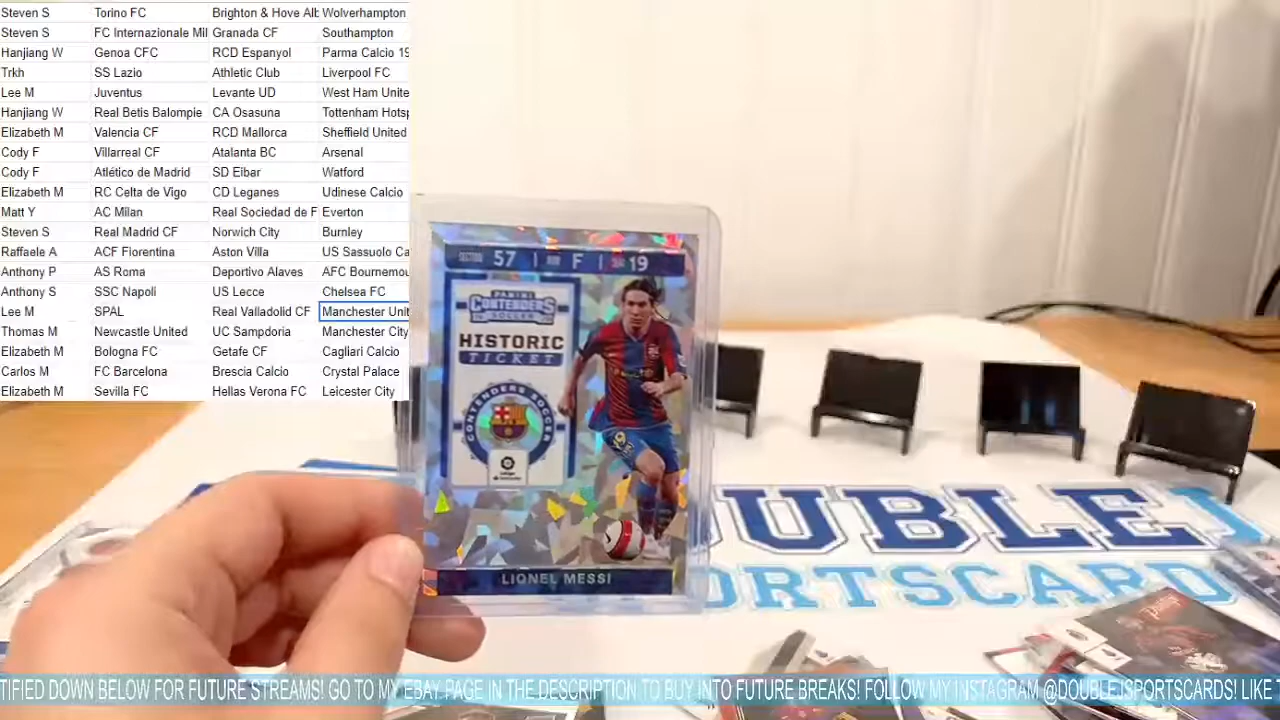 Steven S Torino FC Brighton & Hove Alb Wolverhampton
Steven S FC Internazionale Mil Granada CF Southampton
Hanjiang W Genoa CFC RCD Espanyol Parma Calcio 19
Trkh SS Lazio Athletic Club Liverpool FC
Lee M Juventus Levante UD West Ham Unite
Hanjiang W Real Betis Balompie CA Osasuna Tottenham Hotsp
Elizabeth M Valencia CF RCD Mallorca Sheffield United
Cody F Villarreal CF Atalanta BC Arsenal
Cody F Atlético de Madrid SD Eibar Watford
Elizabeth M RC Celta de Vigo CD Leganes Udinese Calcio
Matt Y AC Milan Real Sociedad de F Everton
Steven S Real Madrid CF Norwich City Burnley
Raffaele A ACF Fiorentina Aston Villa US Sassuolo Ca
Anthony P AS Roma Deportivo Alaves AFC Bournemou
Anthony S SSC Napoli US Lecce Chelsea FC
Lee M SPAL Real Valladolid CF Manchester Unit
Thomas M Newcastle United UC Sampdoria Manchester City
Elizabeth M Bologna FC Getafe CF Cagliari Calcio
Carlos M FC Barcelona Brescia Calcio Crystal Palace
Elizabeth M Sevilla FC Hellas Verona FC Leicester City
SECTION 57 | ROW F | 19
PANINI
CONTENDERS
SOCCER
HISTORIC
TICKET
CONTENDERS SOCCER
LIONEL MESSI
OUBLE J
ORTSCARD
TIFIED DOWN BELOW FOR FUTURE STREAMS! GO TO MY EBAY PAGE IN THE DESCRIPTION TO BUY INTO FUTURE BREAKS! FOLLOW MY INSTAGRAM @DOUBLEJSPORTSCARDS! LIKE T